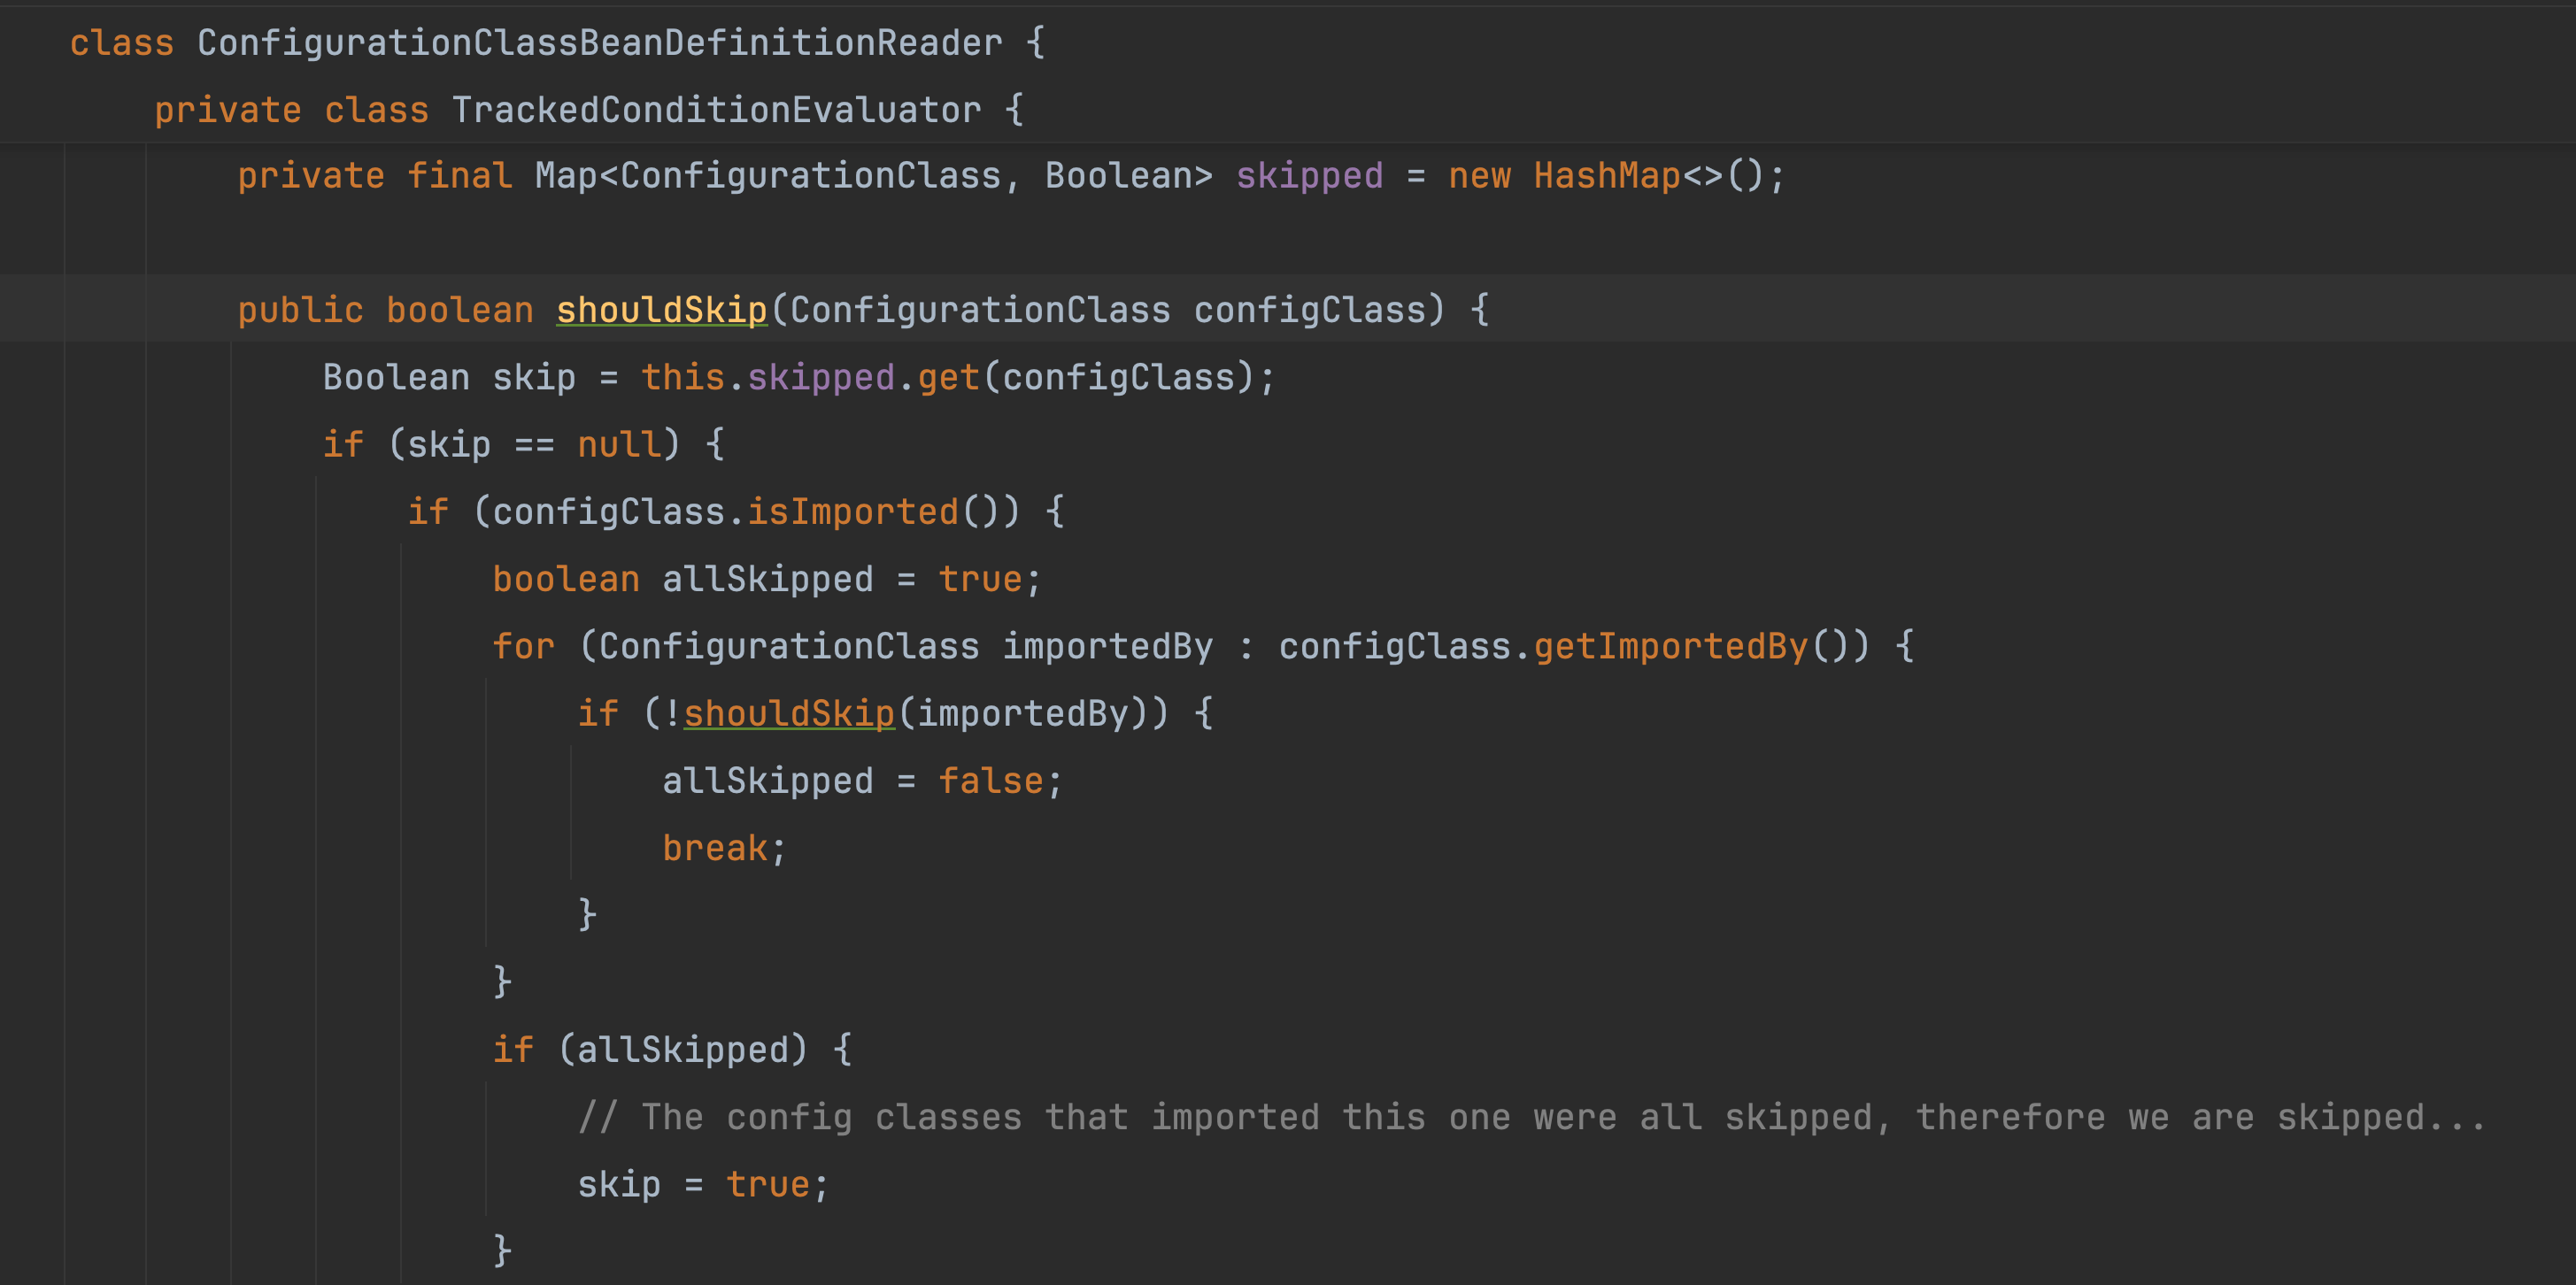 class ConfigurationClassBeanDefinitionReader {
private class TrackedConditionEvaluator {
private final Map<ConfigurationClass, Boolean> skipped = new HashMap<>();
public boolean shouldSkip(ConfigurationClass configClass) {
Boolean skip = this.skipped.get(configClass);
if (skip == null) {
if (configClass.isImported()) {
boolean allSkipped = true;
for (ConfigurationClass importedBy : configClass.getImportedBy()) {
if (!shouldSkip(importedBy)) {
allSkipped = false;
break;
}
}
if (allSkipped) {
// The config classes that imported this one were all skipped, therefore we are skipped...
skip = true;
}